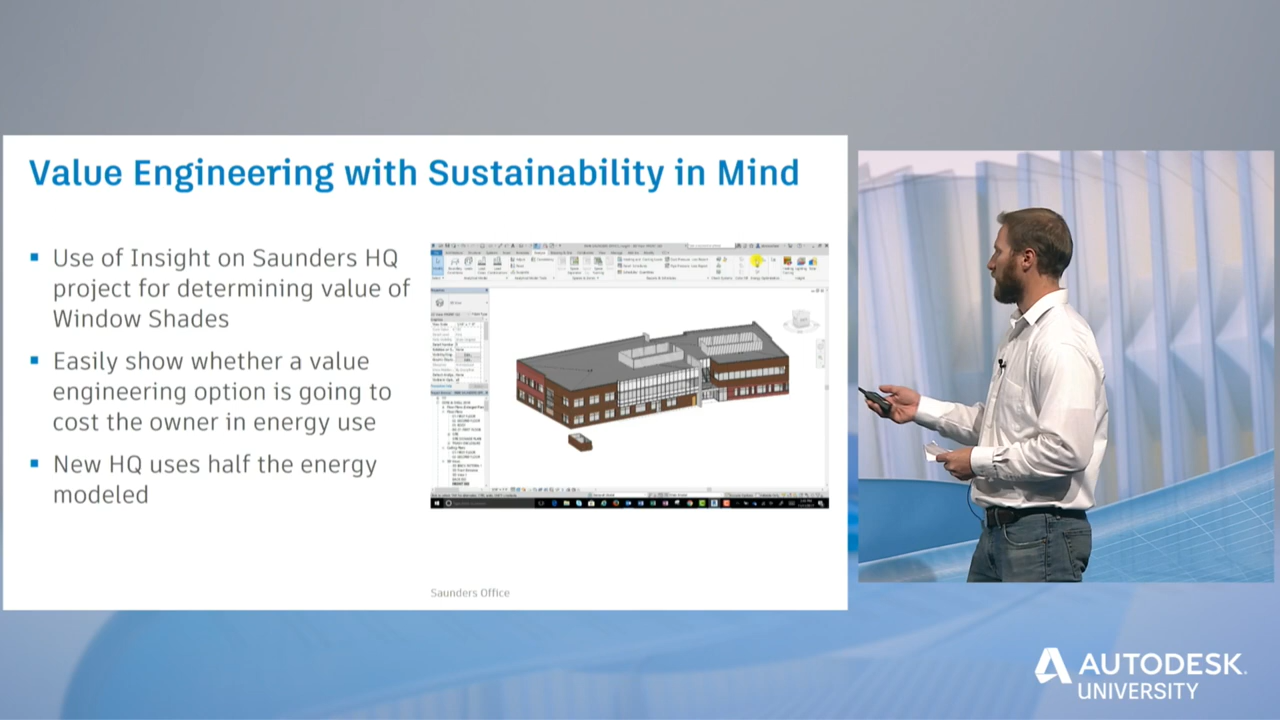 Value Engineering with Sustainability in Mind
Use of Insight on Saunders HQ
project for determining value of
Window Shades
Easily show whether a value
engineering option is going to
cost the owner in energy use
New HQ uses half the energy
modeled
Saunders Office
AUTODESK.
UNIVERSITY